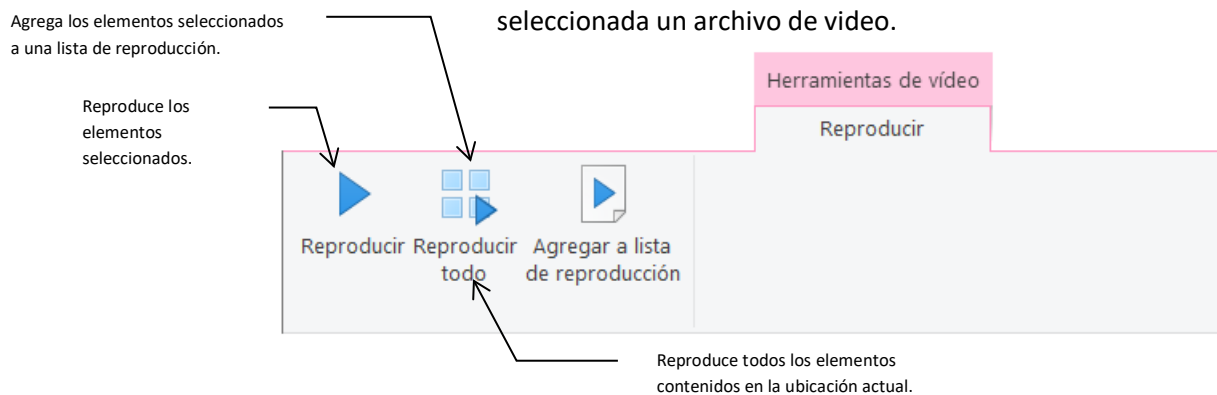 Agrega los elementos seleccionados
a una lista de reproducción.
seleccionada un archivo de video.
Reproduce los
elementos
seleccionados.
Herramientas de vídeo
Reproducir
Reproducir
Reproducir
todo
Agregar a lista
de reproducción
Reproduce todos los elementos
contenidos en la ubicación actual.